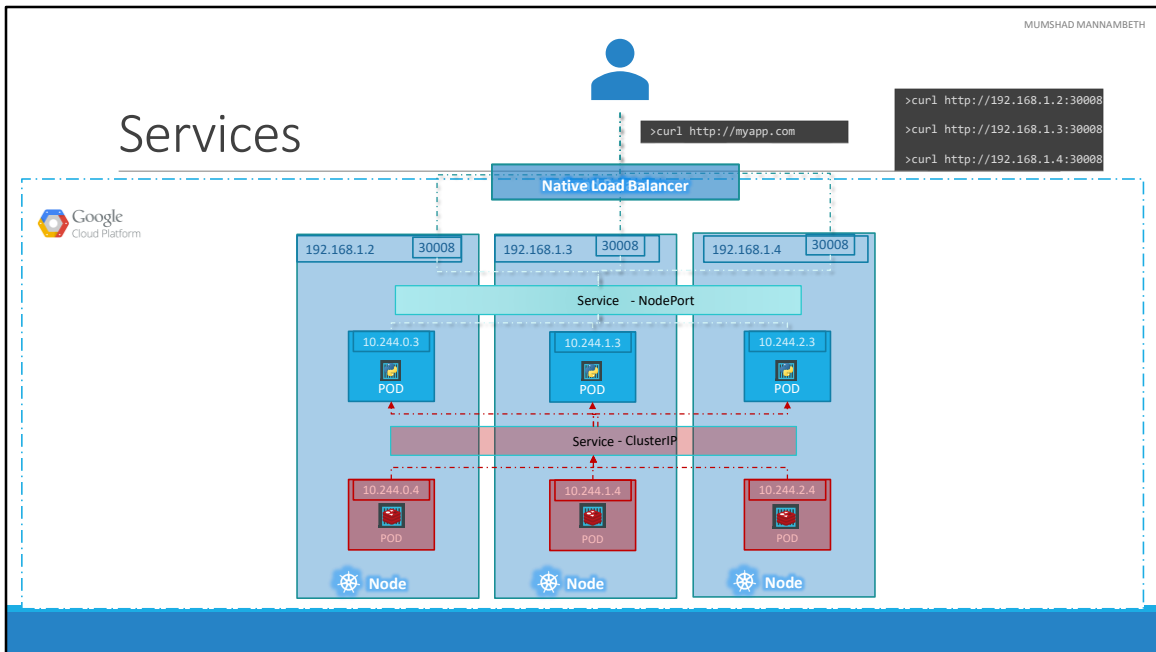 MUMSHAD MANNAMBETH
Services
>curl http://myapp.com
>curl http://192.168.1.2:30008
>curl http://192.168.1.3:30008
>curl http://192.168.1.4:30008
Native Load Balancer
Google
Cloud Platform
192.168.1.2 30008
192.168.1.3 30008
192.168.1.4 30008
Service - NodePort
10.244.0.3
POD
10.244.1.3
POD
10.244.2.3
POD
Service - ClusterIP
10.244.0.4
POD
10.244.1.4
POD
10.244.2.4
POD
Node
Node
Node